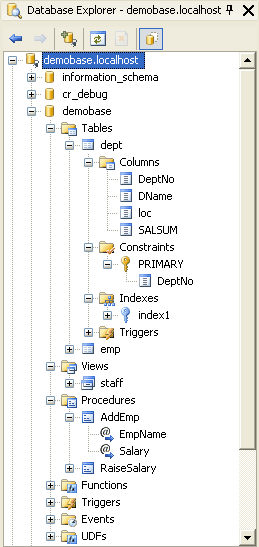 Database Explorer - demobase.localhost
demobase.localhost
information_schema
cr_debug
demobase
Tables
dept
Columns
DeptNo
DName
loc
SALSUM
Constraints
PRIMARY
DeptNo
Indexes
index1
Triggers
emp
Views
staff
Procedures
AddEmp
EmpName
Salary
RaiseSalary
Functions
Triggers
Events
UDFs